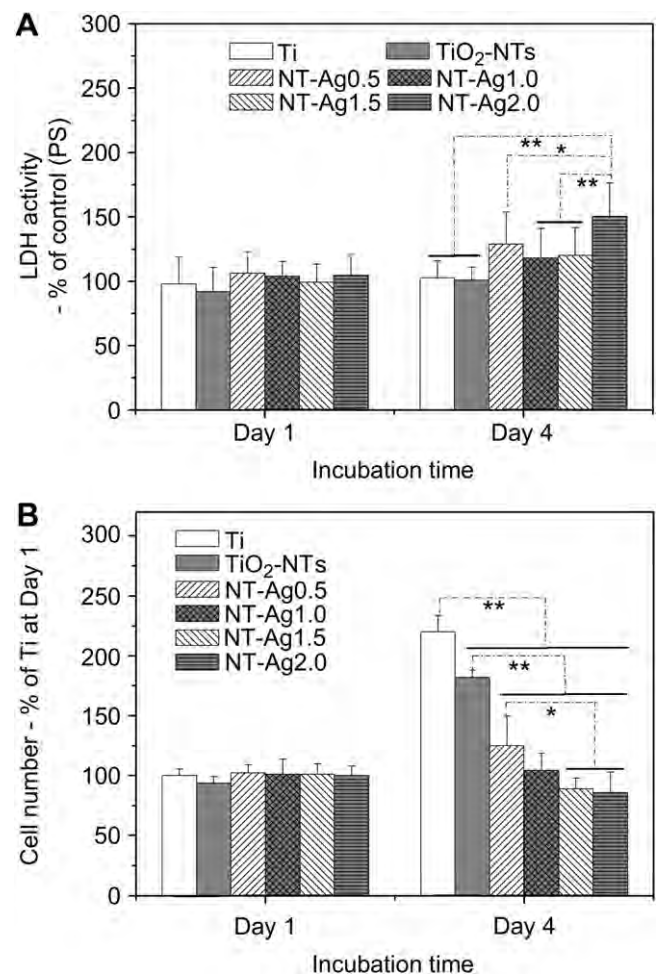 A
300
250
200
150
100
50
0
LDH activity
- % of control (PS)
Ti
TiO₂-NTs
NT-Ag0.5
NT-Ag1.0
NT-Ag1.5
NT-Ag2.0
**
*
**
Day 1
Day 4
Incubation time
B
300
250
200
150
100
50
0
Cell number - % of Ti at Day 1
Ti
TiO₂-NTs
NT-Ag0.5
NT-Ag1.0
NT-Ag1.5
NT-Ag2.0
**
**
*
Day 1
Day 4
Incubation time